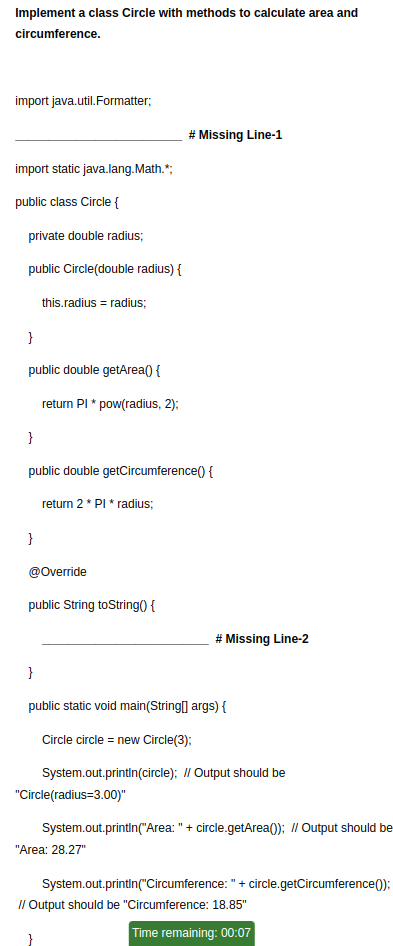 Implement a class Circle with methods to calculate area and
circumference.
import java.util.Formatter;
_________________________ # Missing Line-1
import static java.lang.Math.*;
public class Circle {
private double radius;
public Circle(double radius) {
this.radius = radius;
}
public double getArea() {
return PI * pow(radius, 2);
}
public double getCircumference() {
return 2 * PI * radius;
}
@Override
public String toString() {
_________________________ # Missing Line-2
}
public static void main(String[] args) {
Circle circle = new Circle(3);
System.out.println(circle); // Output should be
"Circle(radius=3.00)"
System.out.println("Area: " + circle.getArea()); // Output should be
"Area: 28.27"
System.out.println("Circumference: " + circle.getCircumference());
// Output should be "Circumference: 18.85"
}
Time remaining: 00:07